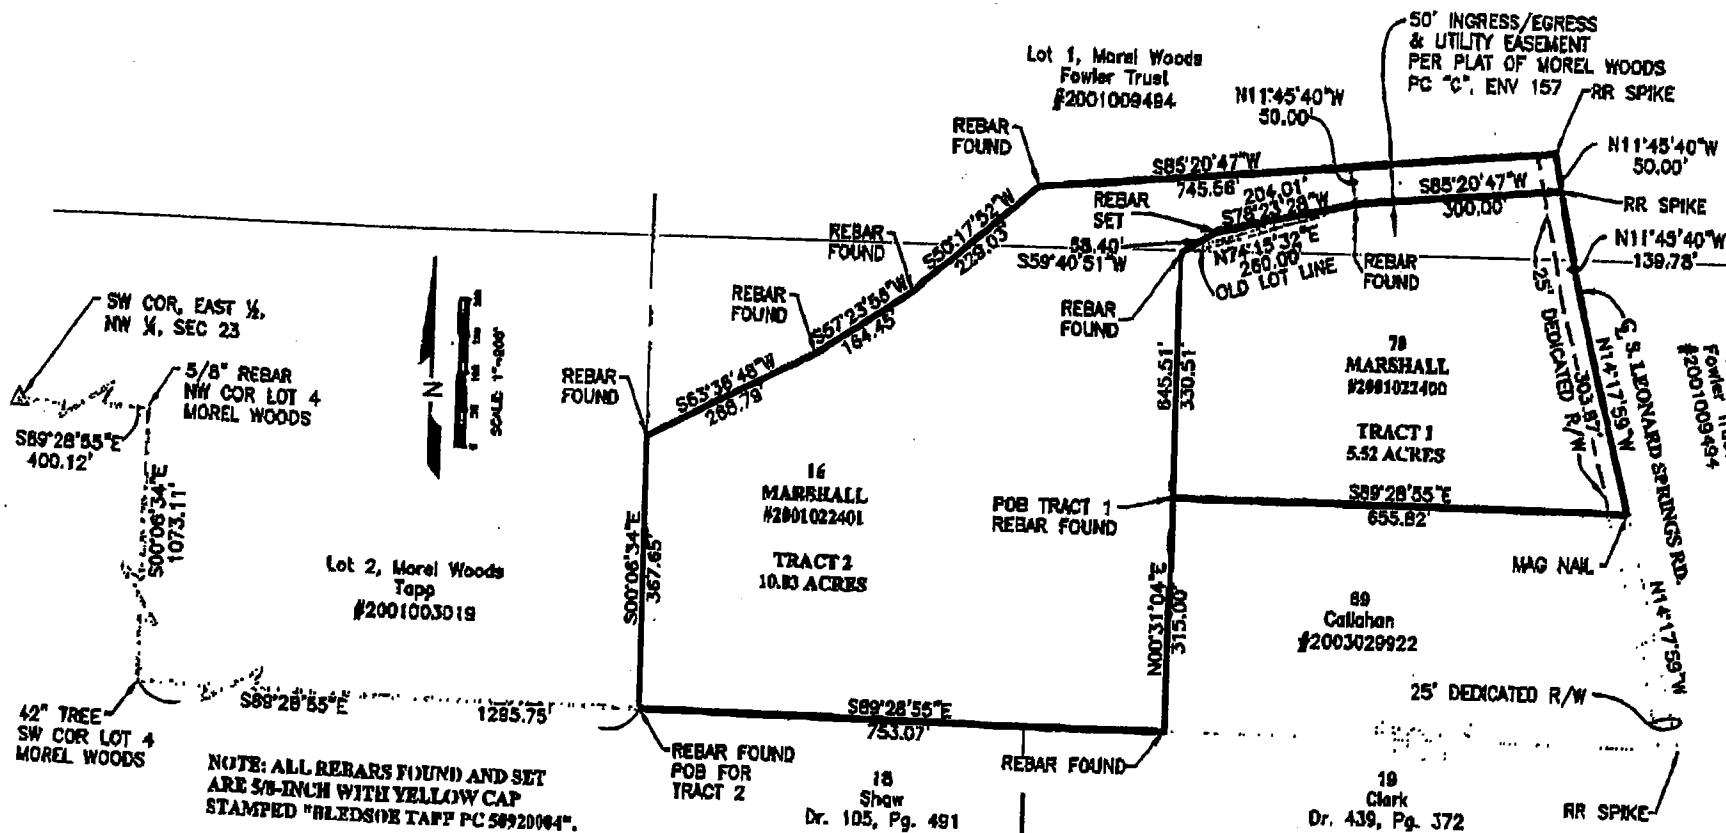 50' INGRESS/EGRESS
& UTILITY EASEMENT
PER PLAT OF MOREL WOODS
PC "C", ENV 157
RR SPIKE
Lot 1, Morel Woods
Fowler Trust
#2001009494
N11°45'40"W
50.00'
REBAR
FOUND
N11°45'40"W
50.00'
S85°20'47"W
745.56'
S85°20'47"W
300.00'
RR SPIKE
REBAR
SET
204.01'
S78°23'28"W
58.40'
S59°40'51"W
N74°15'32"E
260.00'
OLD LOT LINE
REBAR
FOUND
N11°45'40"W
139.78'
S50°17'52"W
229.03'
REBAR
FOUND
REBAR
FOUND
SW COR, EAST ½,
NW ¼, SEC 23
REBAR
FOUND
S57°23'58"W
164.45'
25' DEDICATED R/W
℄ S. LEONARD SPRINGS RD.
N14°17'59"W
303.87'
Fowler
#2001009494
5/8" REBAR
NW COR LOT 4
MOREL WOODS
N
SCALE: 1"=200'
REBAR
FOUND
S63°36'48"W
268.79'
645.51'
330.51'
78
MARSHALL
#2001022400
TRACT 1
5.52 ACRES
S89°28'55"E
400.12'
S00°06'34"E
1073.11'
16
MARSHALL
#2001022401
TRACT 2
10.83 ACRES
POB TRACT 1
REBAR FOUND
S89°28'55"E
655.82'
MAG NAIL
S00°06'34"E
367.65'
Lot 2, Morel Woods
Tapp
#2001003019
N00°31'04"E
315.00'
89
Callahan
#2003029922
N14°17'59"W
25' DEDICATED R/W
42" TREE
SW COR LOT 4
MOREL WOODS
S89°28'55"E
1295.75'
S89°28'55"E
753.07'
REBAR FOUND
POB FOR
TRACT 2
REBAR FOUND
NOTE: ALL REBARS FOUND AND SET
ARE 5/8-INCH WITH YELLOW CAP
STAMPED "BLEDSOE TAPP PC 50920004".
18
Shaw
Dr. 105, Pg. 491
19
Clark
Dr. 439, Pg. 372
RR SPIKE